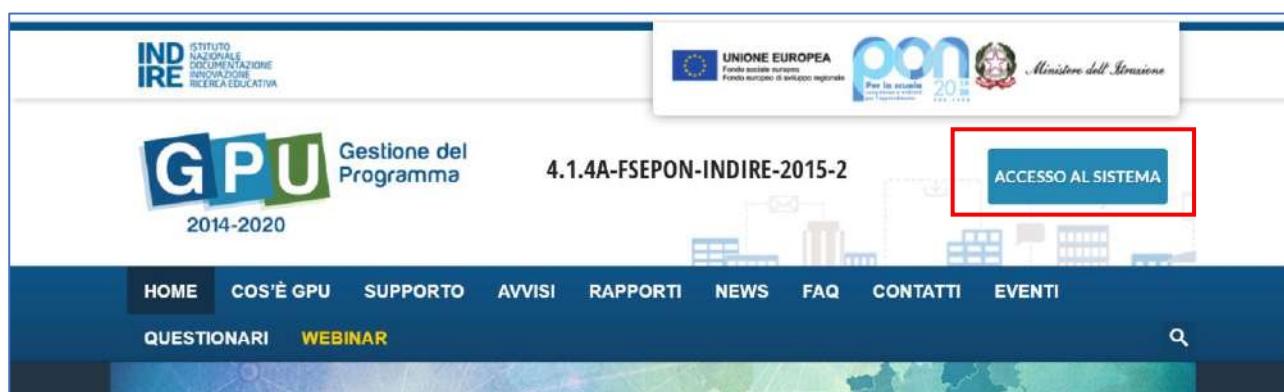 IND
IRE
ISTITUTO
NAZIONALE
DOCUMENTAZIONE
INNOVAZIONE
RICERCA EDUCATIVA
UNIONE EUROPEA
Fondo sociale europeo
Fondo europeo di sviluppo regionale
pon
Per la scuola
Ministero dell'Istruzione
GPU
Gestione del
Programma
2014-2020
4.1.4A-FSEPON-INDIRE-2015-2
ACCESSO AL SISTEMA
HOME COS'È GPU SUPPORTO AVVISI RAPPORTI NEWS FAQ CONTATTI EVENTI
QUESTIONARI WEBINAR